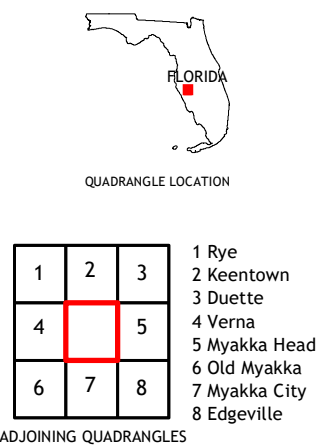 FLORIDA
QUADRANGLE LOCATION
1 2 3
4 5
6 7 8
1 Rye
2 Keentown
3 Duette
4 Verna
5 Myakka Head
6 Old Myakka
7 Myakka City
8 Edgeville
ADJOINING QUADRANGLES